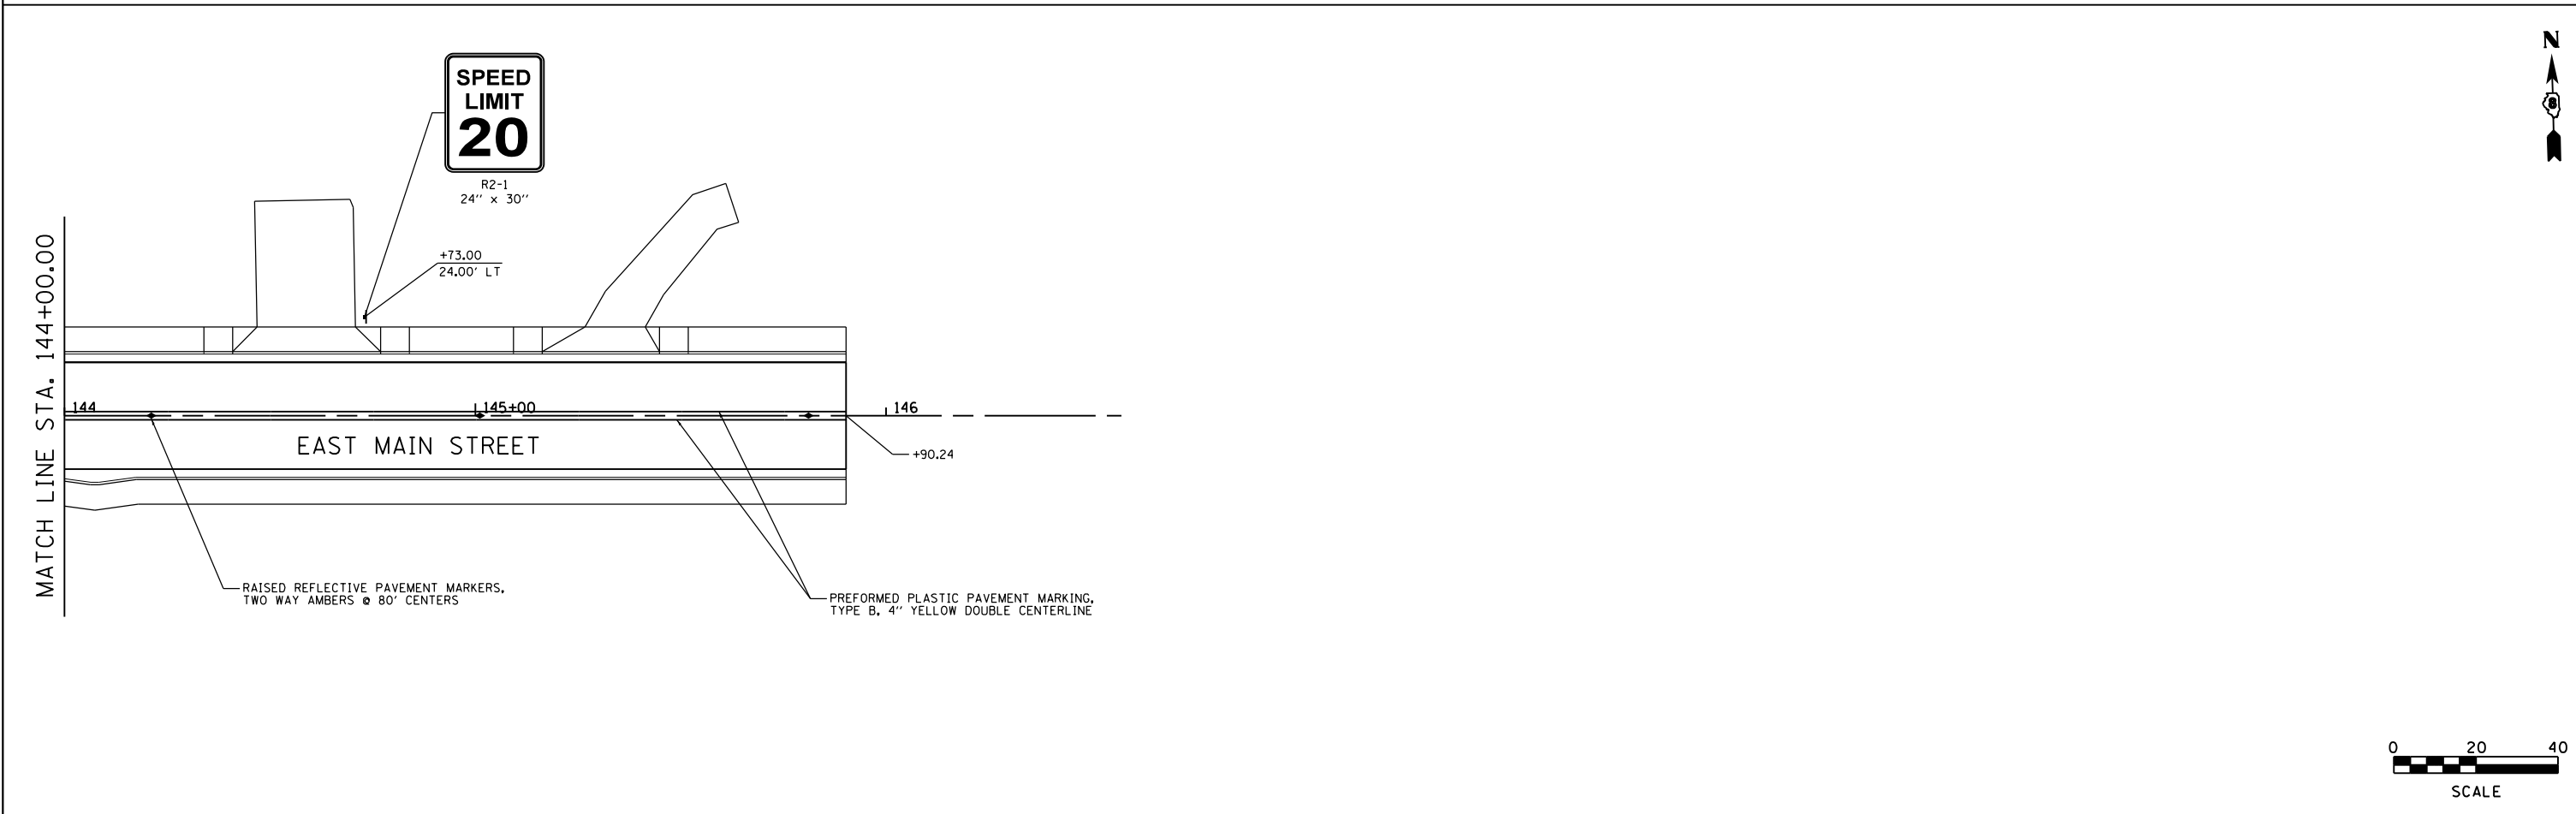 N
8
SPEED
LIMIT
20
R2-1
24'' x 30''
+73.00
24.00' LT
MATCH LINE STA. 144+00.00
144
145+00
146
EAST MAIN STREET
+90.24
RAISED REFLECTIVE PAVEMENT MARKERS,
TWO WAY AMBERS @ 80' CENTERS
PREFORMED PLASTIC PAVEMENT MARKING,
TYPE B, 4'' YELLOW DOUBLE CENTERLINE
0 20 40
SCALE